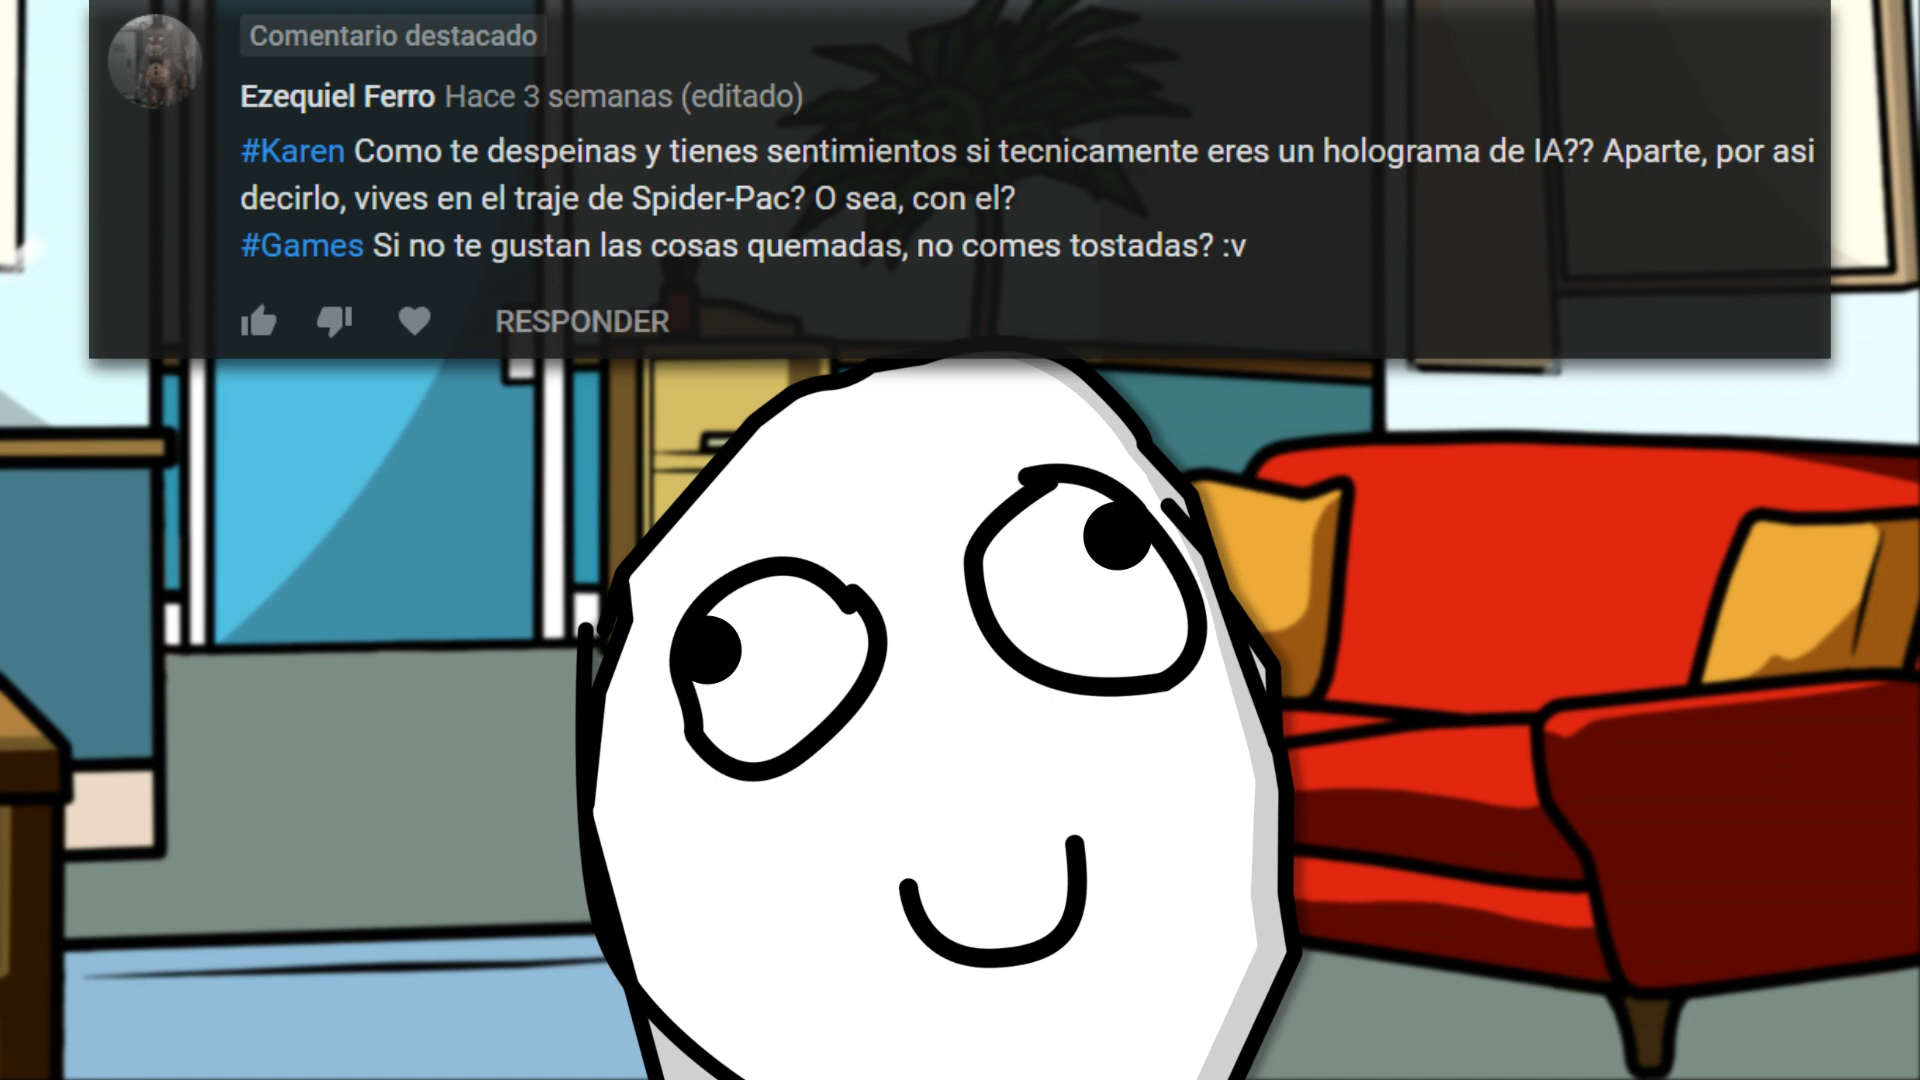 Comentario destacado
Ezequiel Ferro Hace 3 semanas (editado)
#Karen Como te despeinas y tienes sentimientos si tecnicamente eres un holograma de IA?? Aparte, por asi
decirlo, vives en el traje de Spider-Pac? O sea, con el?
#Games Si no te gustan las cosas quemadas, no comes tostadas? :v
RESPONDER